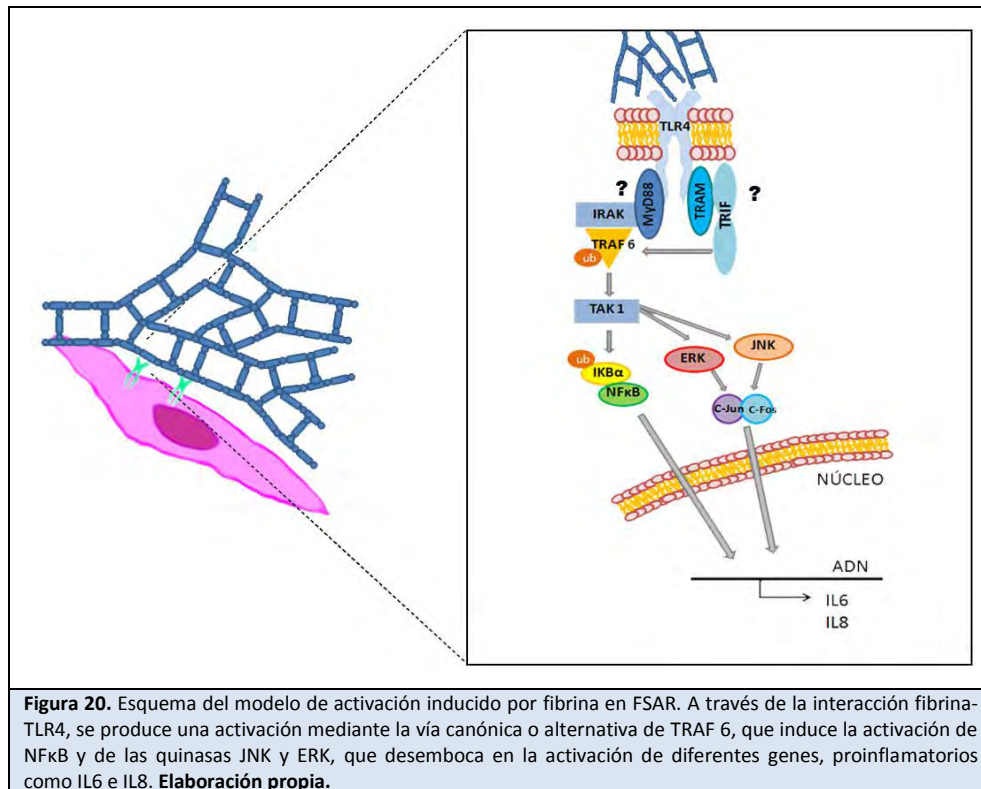 TLR4
?
?
MyD88
TRAM
TRIF
IRAK
TRAF 6
ub
TAK 1
ub
IKBα
NFκB
ERK
JNK
C-Jun
C-Fos
NÚCLEO
ADN
IL6
IL8
Figura 20. Esquema del modelo de activación inducido por fibrina en FSAR. A través de la interacción fibrina-
TLR4, se produce una activación mediante la vía canónica o alternativa de TRAF 6, que induce la activación de
NFκB y de las quinasas JNK y ERK, que desemboca en la activación de diferentes genes, proinflamatorios
como IL6 e IL8. Elaboración propia.